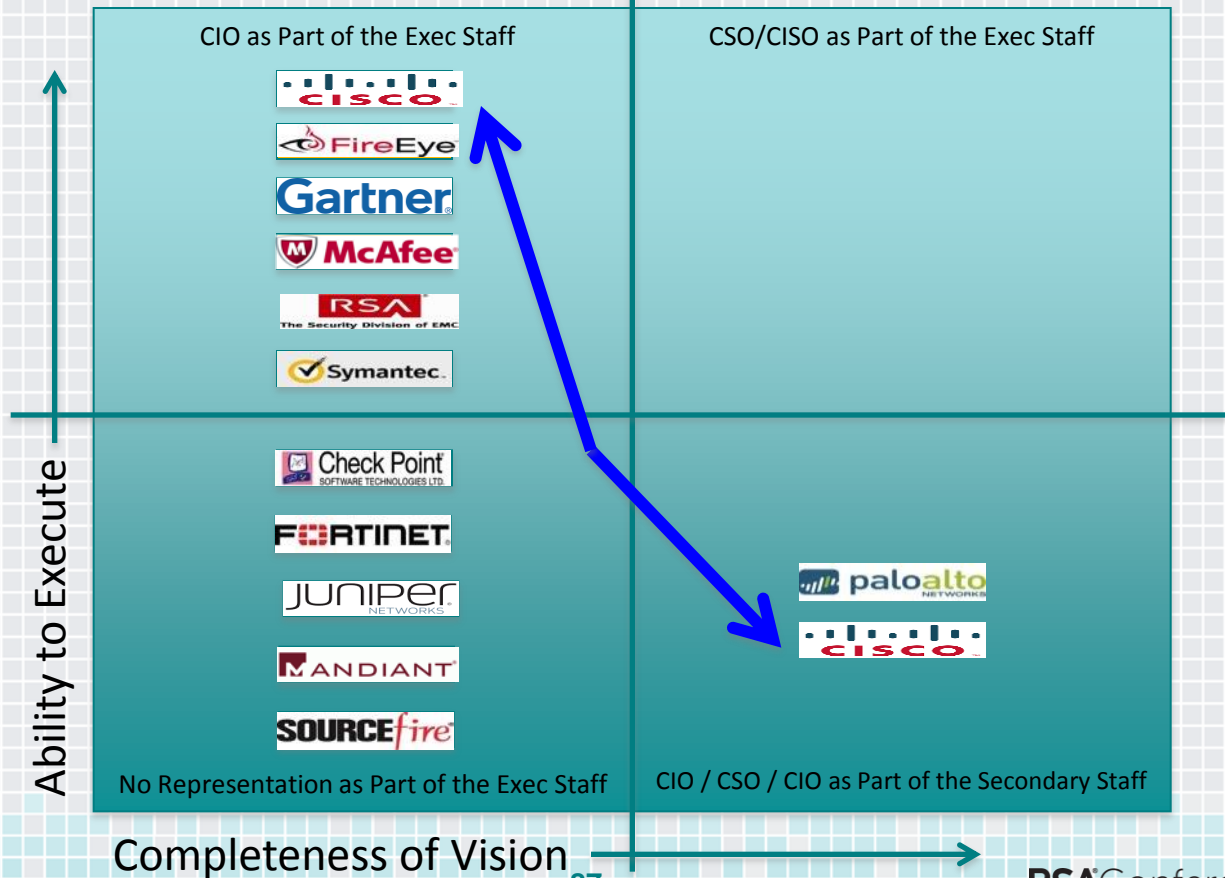 CIO as Part of the Exec Staff
CSO/CISO as Part of the Exec Staff
CISCO
FireEye
Gartner®
McAfee
RSA
The Security Division of EMC
Symantec.
Check Point
SOFTWARE TECHNOLOGIES LTD.
FORTINET
JUNIPER
NETWORKS
MANDIANT
SOURCEfire
No Representation as Part of the Exec Staff
paloalto
NETWORKS
CISCO
CIO / CSO / CIO as Part of the Secondary Staff
Ability to Execute
Completeness of Vision